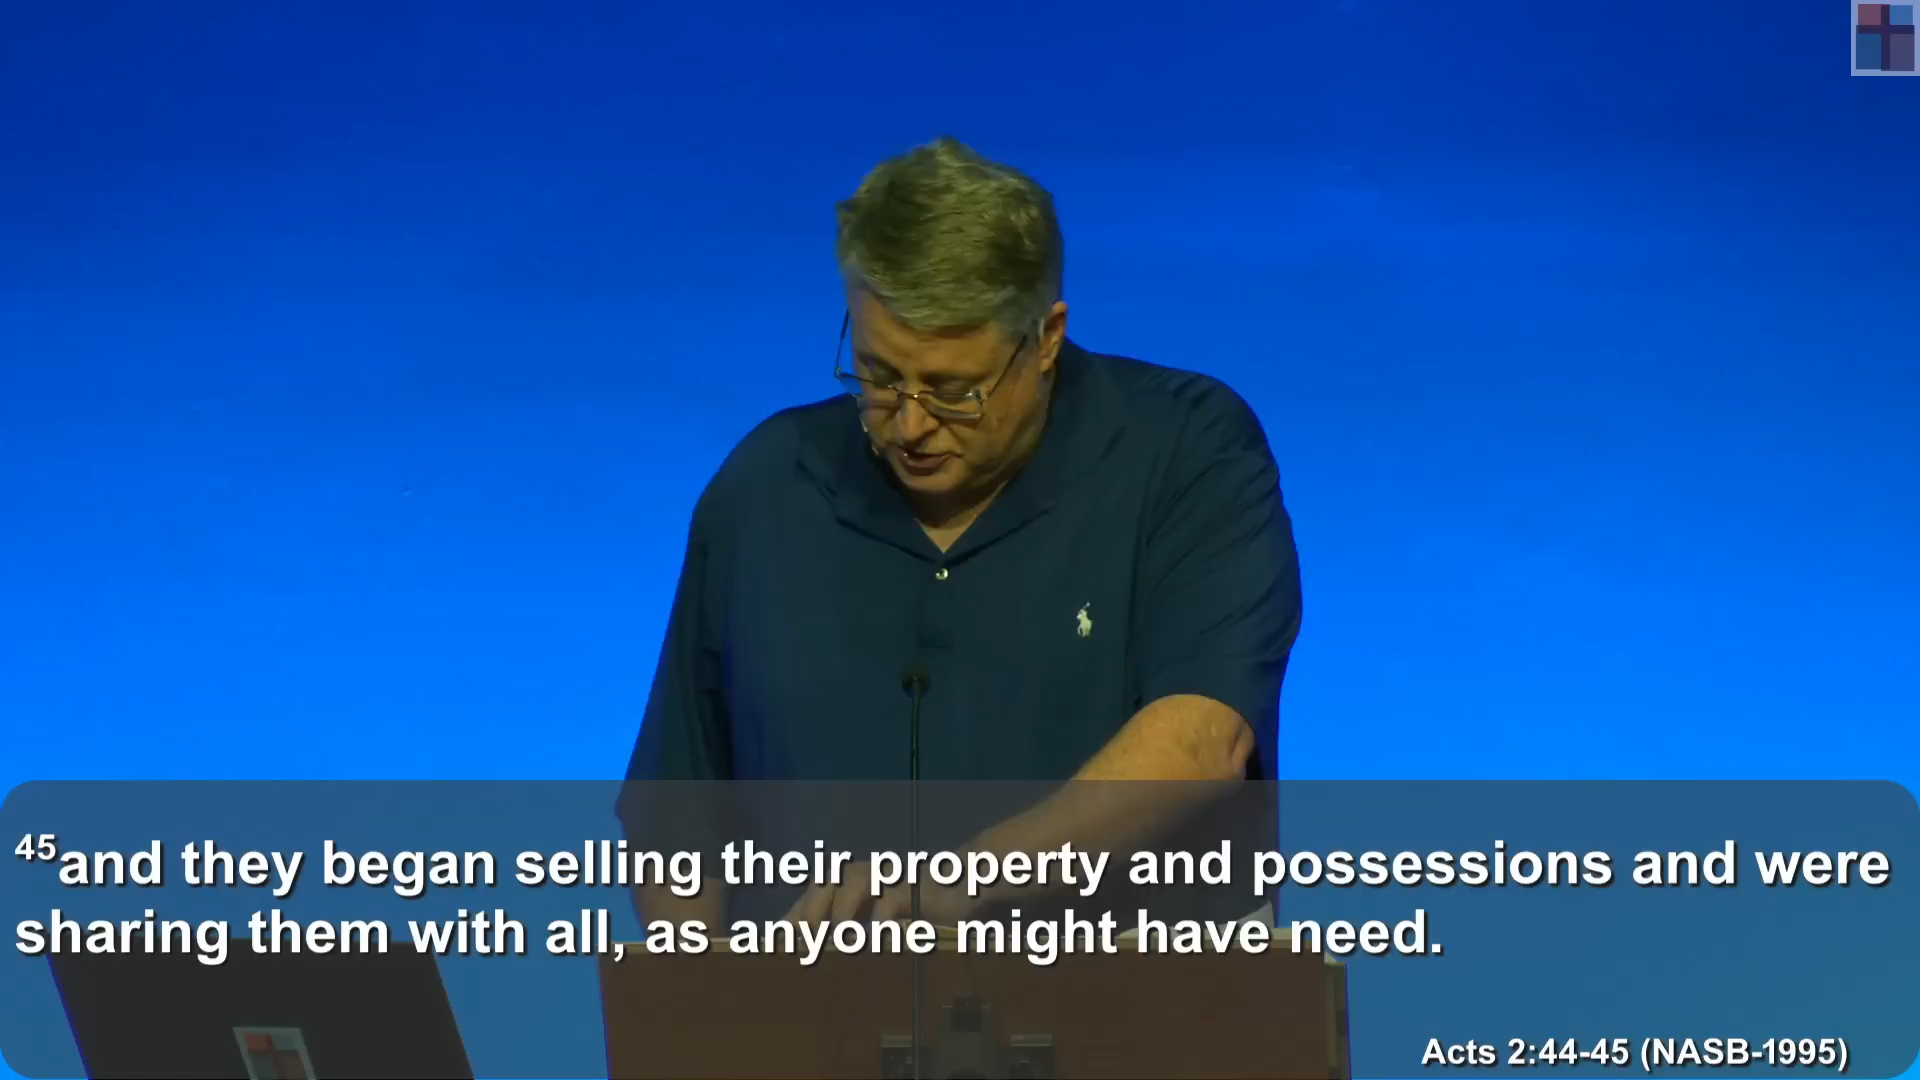 45and they began selling their property and possessions and were
sharing them with all, as anyone might have need.
Acts 2:44-45 (NASB-1995)